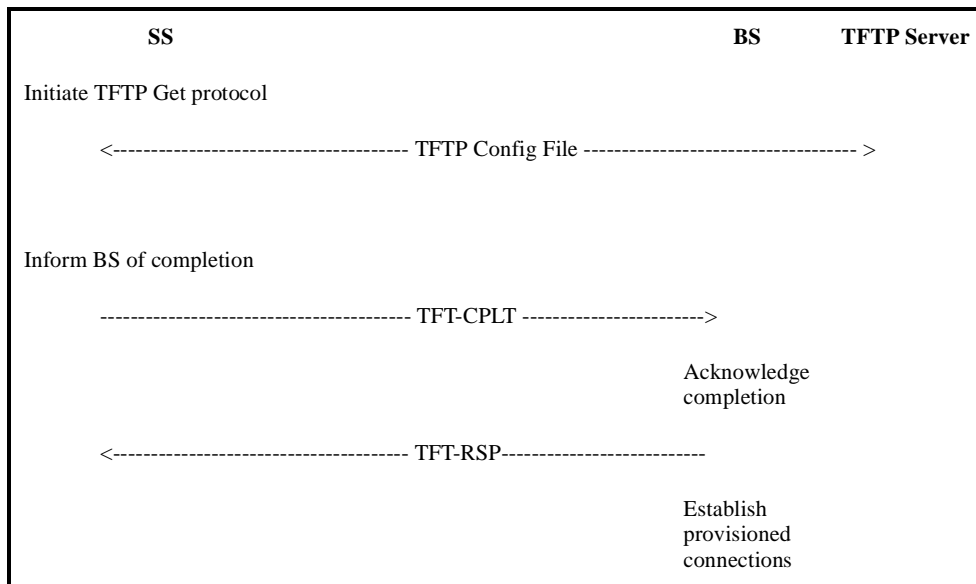 SS BS TFTP Server
Initiate TFTP Get protocol
<--------------------------------------- TFTP Config File ------------------------------------ >
Inform BS of completion
----------------------------------------- TFT-CPLT ------------------------>
Acknowledge
completion
<--------------------------------------- TFT-RSP---------------------------
Establish
provisioned
connections